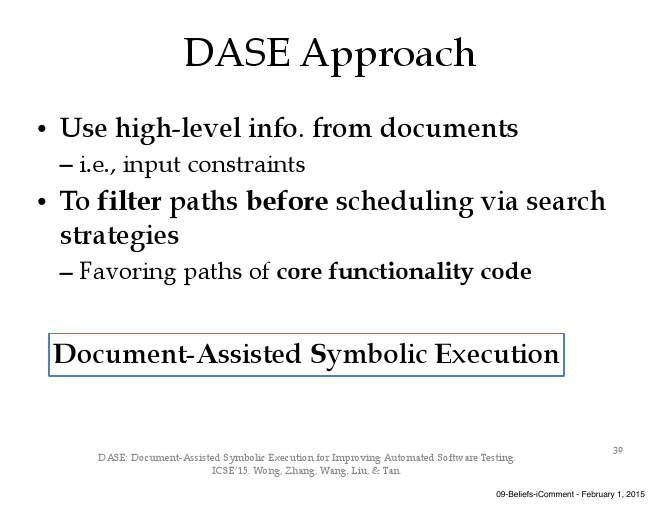 DASE Approach
• Use high-level info. from documents
– i.e., input constraints
• To filter paths before scheduling via search
strategies
– Favoring paths of core functionality code
Document-Assisted Symbolic Execution
39
DASE: Document-Assisted Symbolic Execution for Improving Automated Software Testing.
ICSE'15. Wong, Zhang, Wang, Liu, & Tan.
09-Beliefs-iComment - February 1, 2015